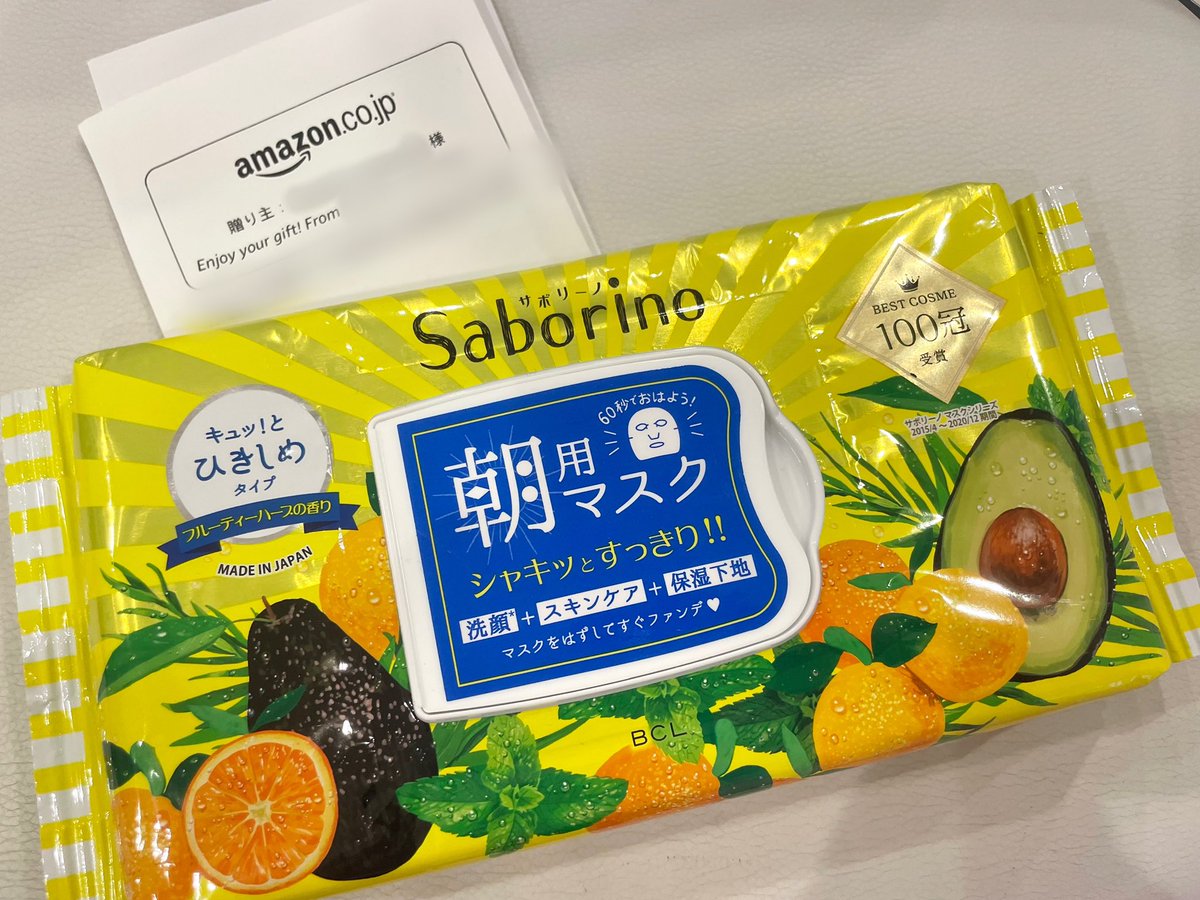 amazon.co.jp
様
贈り主：
Enjoy your gift! From
サボリーノ
Saborino
BEST COSME
100冠
受賞
サボリーノ マスクシリーズ
2015/4～2020/12 期間
キュッ!と
ひきしめ
タイプ
フルーティーハーブの香り
MADE IN JAPAN
60秒でおはよう!
朝用マスク
シャキッとすっきり!!
洗顔*+スキンケア+保湿下地
マスクをはずしてすぐファンデ♥
BCL